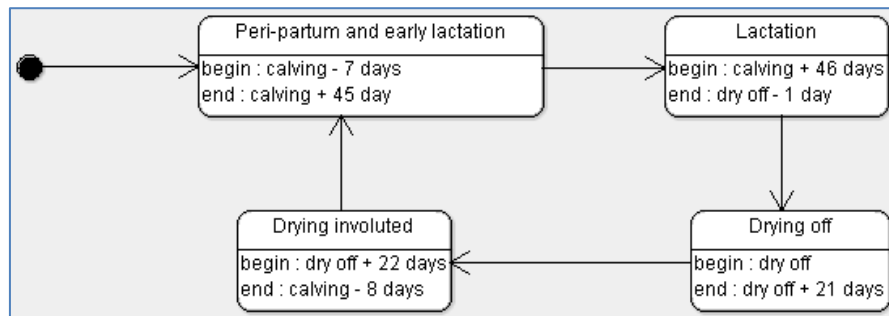 Peri-partum and early lactation
begin : calving - 7 days
end : calving + 45 day
Lactation
begin : calving + 46 days
end : dry off - 1 day
Drying involuted
begin : dry off + 22 days
end : calving - 8 days
Drying off
begin : dry off
end : dry off + 21 days